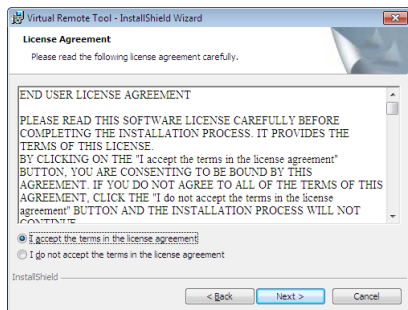 Virtual Remote Tool - InstallShield Wizard
License Agreement
Please read the following license agreement carefully.
END USER LICENSE AGREEMENT
PLEASE READ THIS SOFTWARE LICENSE CAREFULLY BEFORE
COMPLETING THE INSTALLATION PROCESS. IT PROVIDES THE
TERMS OF THIS LICENSE.
BY CLICKING ON THE "I accept the terms in the license agreement"
BUTTON, YOU ARE CONSENTING TO BE BOUND BY THIS
AGREEMENT. IF YOU DO NOT AGREE TO ALL OF THE TERMS OF THIS
AGREEMENT, CLICK THE "I do not accept the terms in the license
agreement" BUTTON AND THE INSTALLATION PROCESS WILL NOT
CONTINUE
I accept the terms in the license agreement
I do not accept the terms in the license agreement
InstallShield
< Back
Next >
Cancel